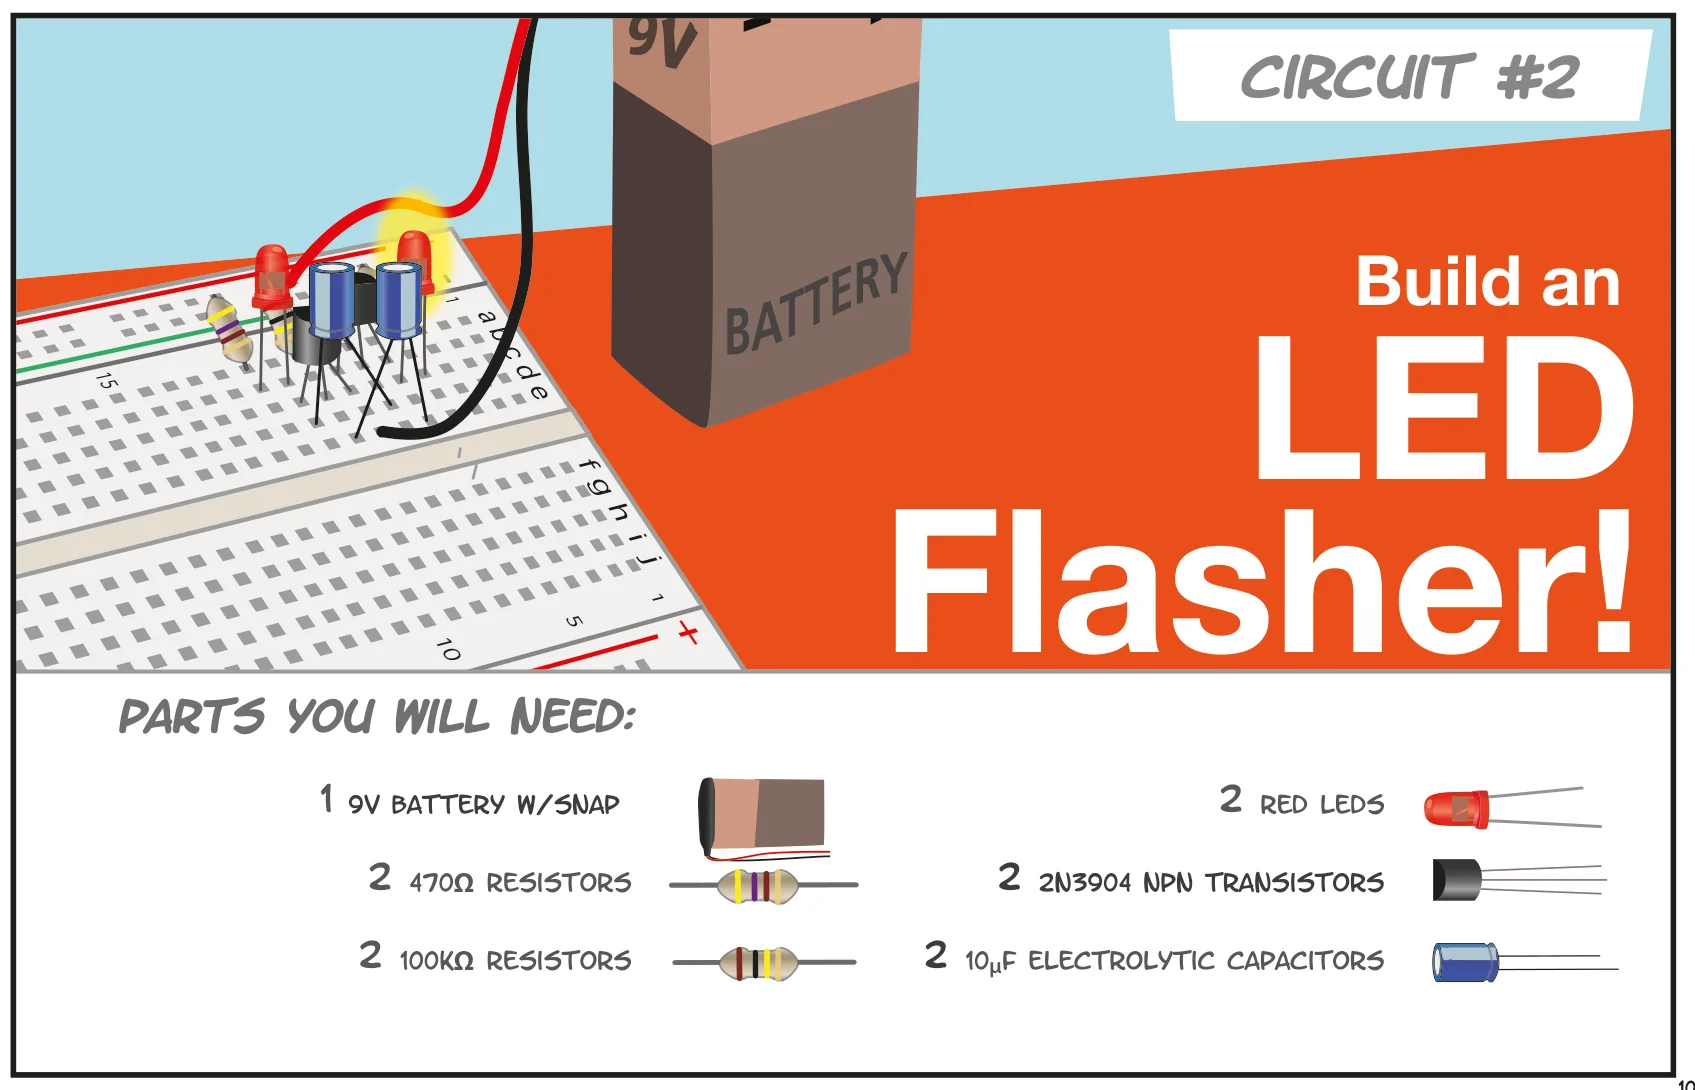 9V
CIRCUIT #2
BATTERY
Build an
LED
Flasher!
15
1
a
b
c
d
e
f
g
h
i
j
1
5
10
+
PARTS YOU WILL NEED:
1 9V BATTERY W/SNAP
2 470Ω RESISTORS
2 100KΩ RESISTORS
2 RED LEDS
2 2N3904 NPN TRANSISTORS
2 10µF ELECTROLYTIC CAPACITORS